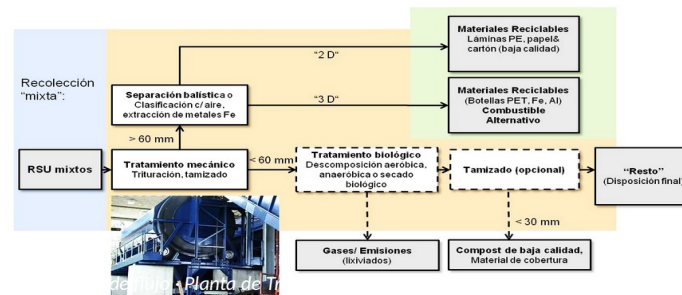 Recolección
"mixta":
RSU mixtos
Separación balística o
Clasificación c/ aire,
extracción de metales Fe
> 60 mm
Tratamiento mecánico
Trituración, tamizado
"2 D"
"3 D"
Materiales Reciclables
Láminas PE, papel&
cartón (baja calidad)
Materiales Reciclables
(Botellas PET, Fe, Al)
Combustible
Alternativo
< 60 mm
Tratamiento biológico
Descomposición aeróbica,
anaeróbica o secado
biológico
Tamizado (opcional)
"Resto"
(Disposición final)
< 30 mm
Gases/ Emisiones
(lixiviados)
Compost de baja calidad,
Material de cobertura
de flujo - Planta de Tr